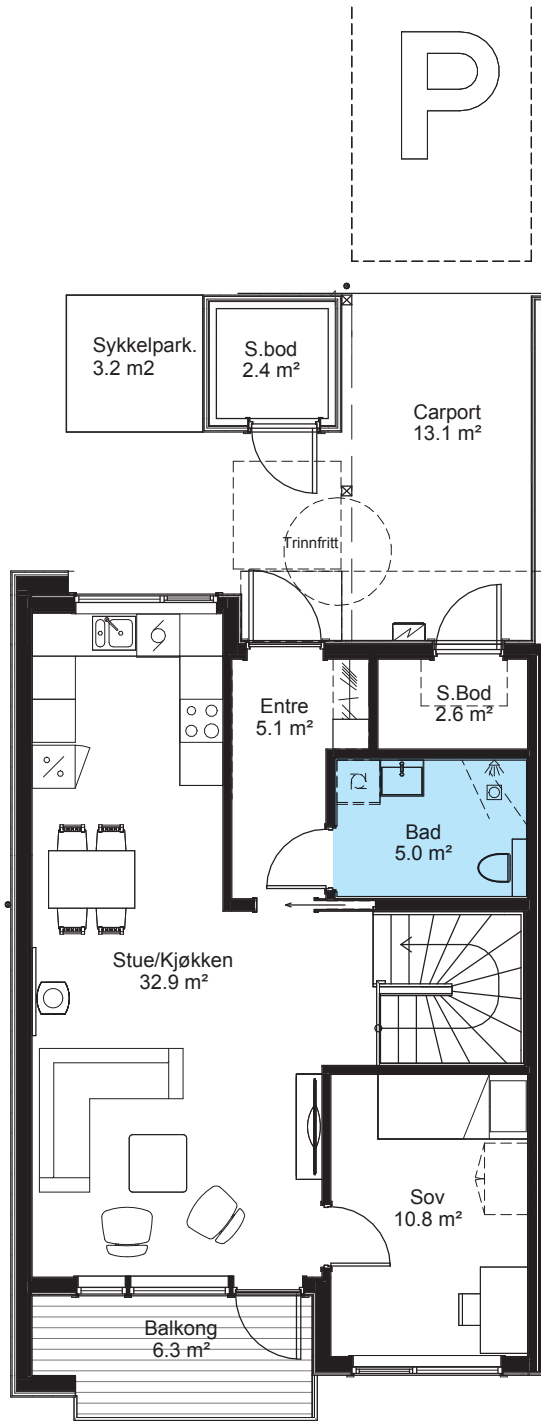 P
Sykkelpark.
3.2 m2
S.bod
2.4 m²
Carport
13.1 m²
Trinnfritt
Entre
5.1 m²
S.Bod
2.6 m²
Bad
5.0 m²
Stue/Kjøkken
32.9 m²
Sov
10.8 m²
Balkong
6.3 m²